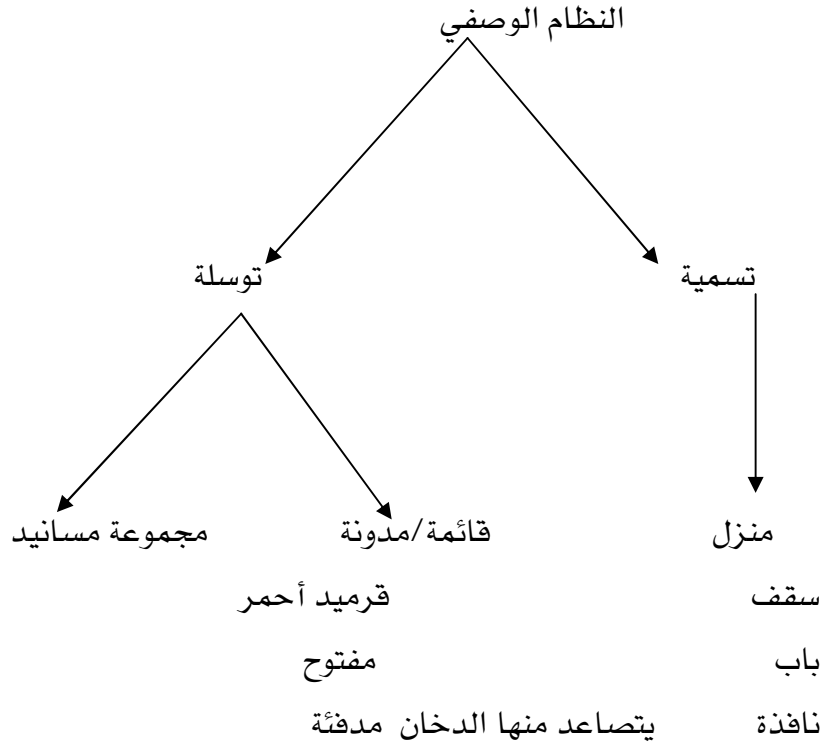 النظام الوصفي
تسمية توسلة
منزل قائمة/مدونة مجموعة مسانيد
سقف قرميد أحمر
باب مفتوح
نافذة يتصاعد منها الدخان مدفئة